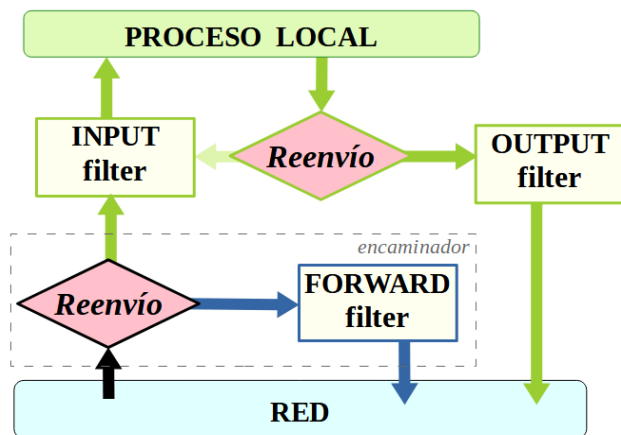 PROCESO LOCAL
INPUT
filter
Reenvío
OUTPUT
filter
encaminador
Reenvío
FORWARD
filter
RED